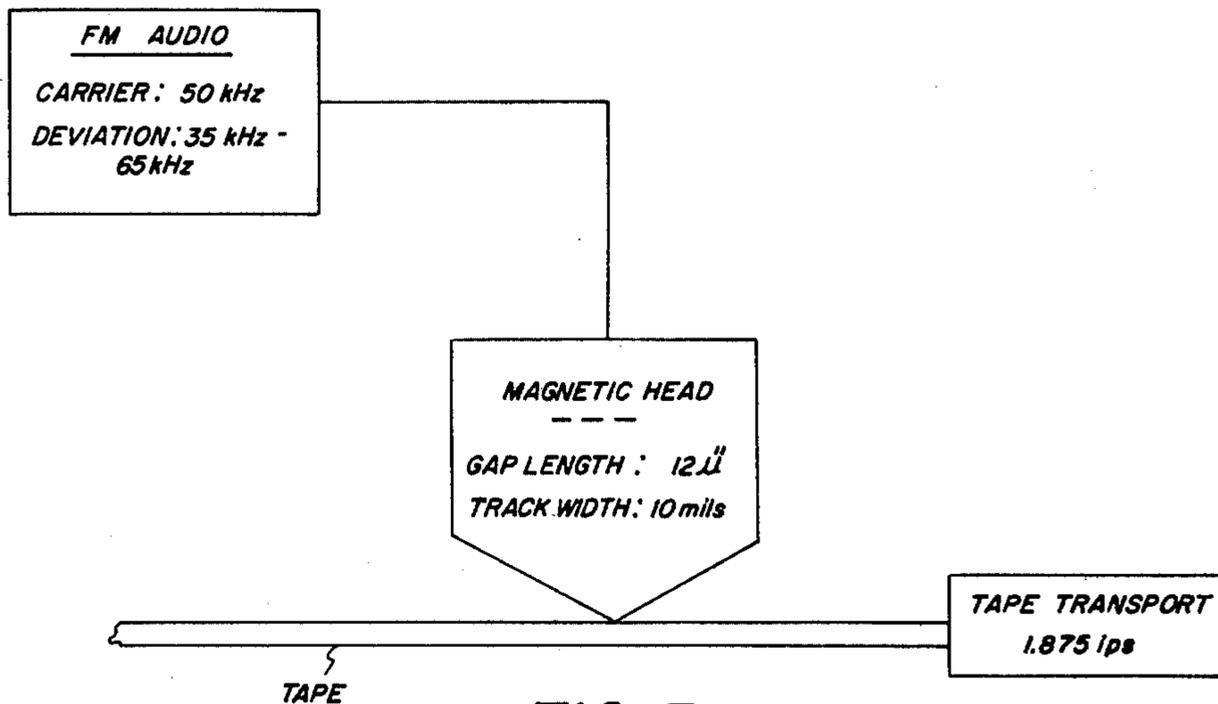 FM AUDIO
CARRIER: 50 kHz
DEVIATION: 35 kHz -
65 kHz
MAGNETIC HEAD
GAP LENGTH: 12 μ"
TRACK WIDTH: 10 mils
TAPE TRANSPORT
1.875 ips
TAPE